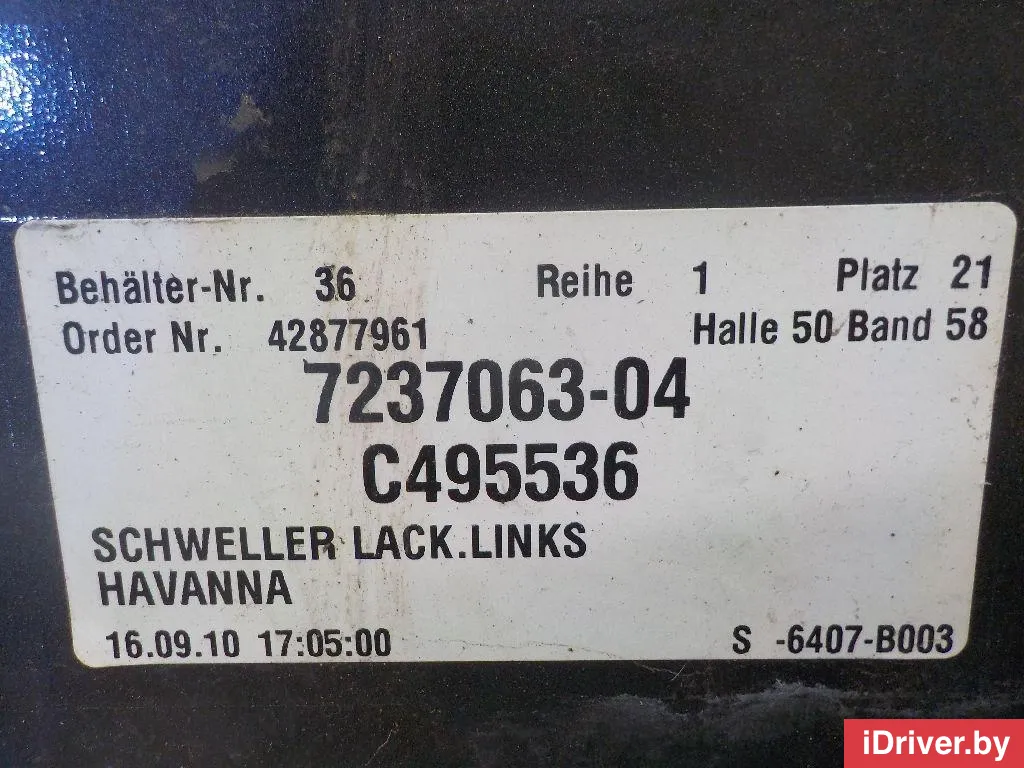 Behälter-Nr. 36 Reihe 1 Platz 21
Order Nr. 42877961 Halle 50 Band 58
7237063-04
C495536
SCHWELLER LACK.LINKS
HAVANNA
16.09.10 17:05:00 S -6407-B003
iDriver.by